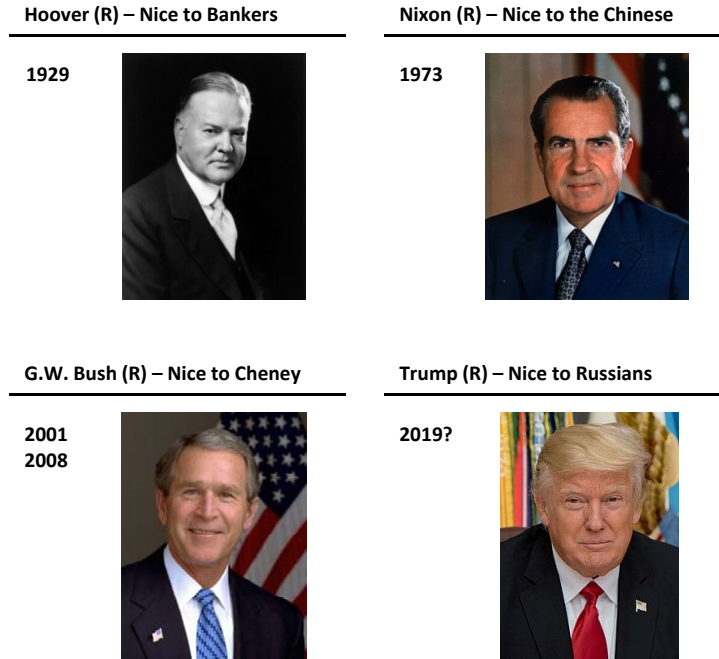 Hoover (R) – Nice to Bankers
1929
Nixon (R) – Nice to the Chinese
1973
G.W. Bush (R) – Nice to Cheney
2001
2008
Trump (R) – Nice to Russians
2019?